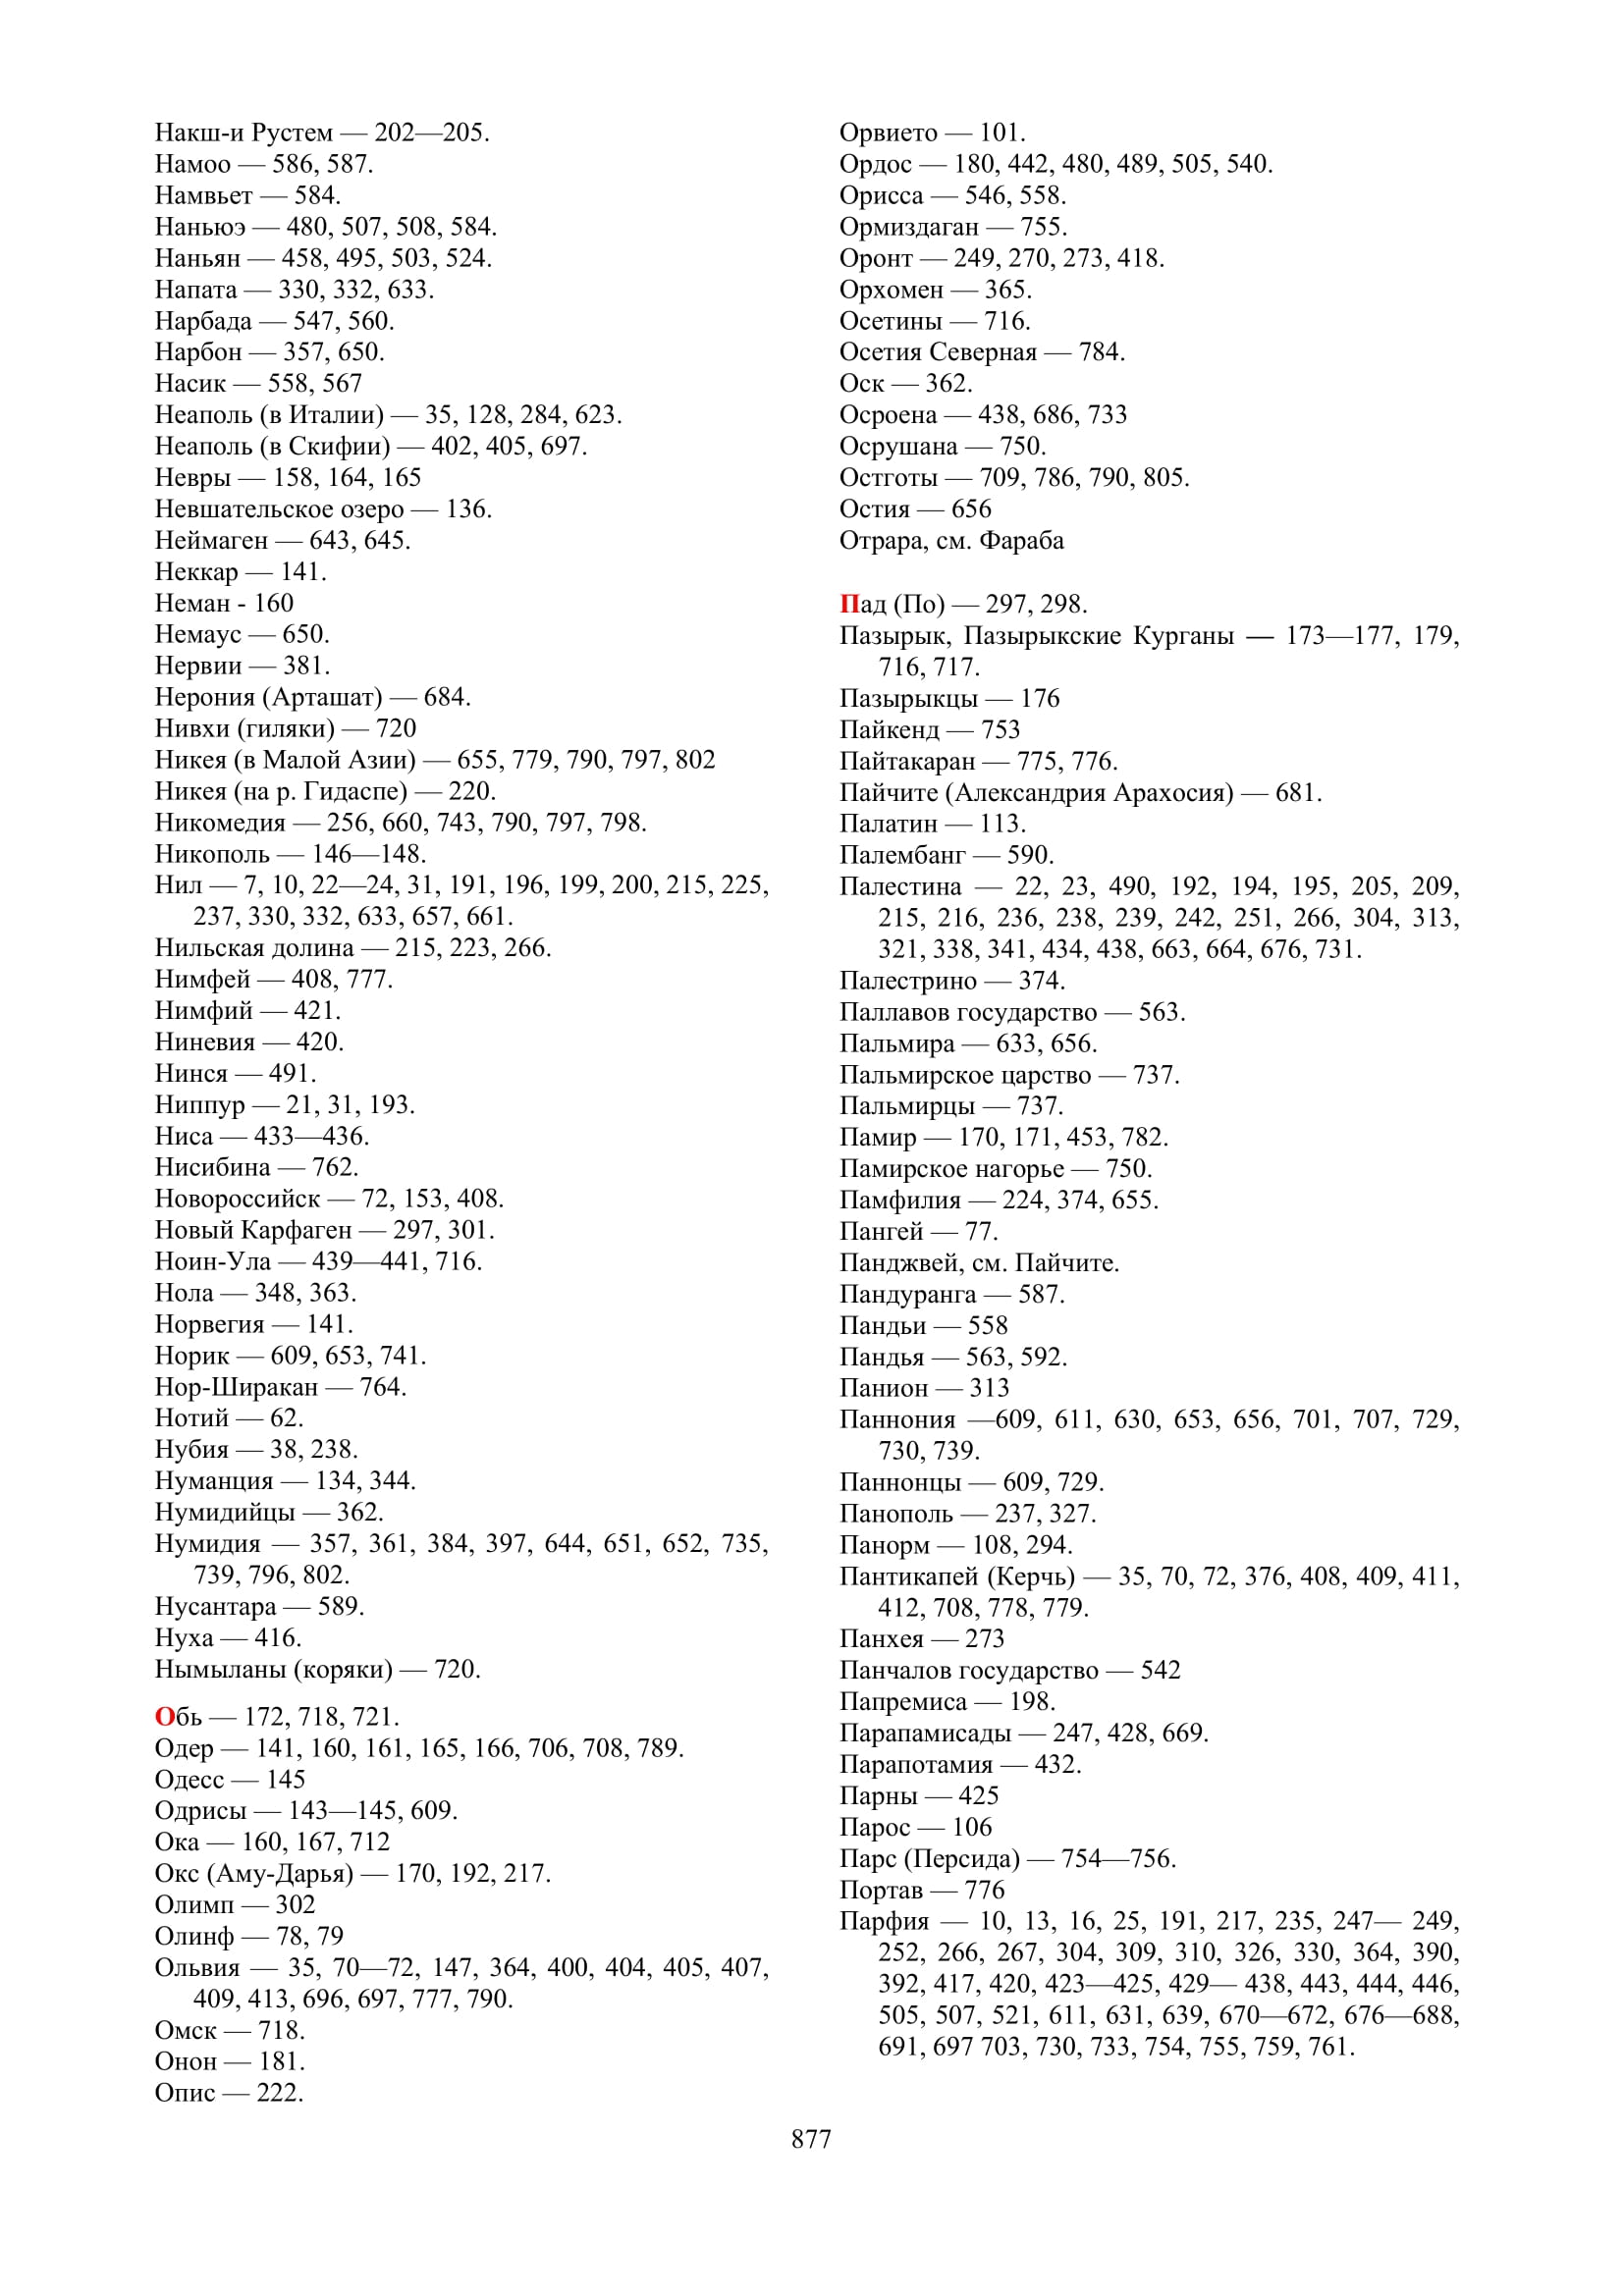 Накш-и Рустем — 202—205.
Намоо — 586, 587.
Намвьет — 584.
Наньюэ — 480, 507, 508, 584.
Наньян — 458, 495, 503, 524.
Напата — 330, 332, 633.
Нарбада — 547, 560.
Нарбон — 357, 650.
Насик — 558, 567
Неаполь (в Италии) — 35, 128, 284, 623.
Неаполь (в Скифии) — 402, 405, 697.
Невры — 158, 164, 165
Невшательское озеро — 136.
Неймаген — 643, 645.
Неккар — 141.
Неман - 160
Немаус — 650.
Нервии — 381.
Нерония (Арташат) — 684.
Нивхи (гиляки) — 720
Никея (в Малой Азии) — 655, 779, 790, 797, 802
Никея (на р. Гидаспе) — 220.
Никомедия — 256, 660, 743, 790, 797, 798.
Никополь — 146—148.
Нил — 7, 10, 22—24, 31, 191, 196, 199, 200, 215, 225,
237, 330, 332, 633, 657, 661.
Нильская долина — 215, 223, 266.
Нимфей — 408, 777.
Нимфий — 421.
Ниневия — 420.
Нинся — 491.
Ниппур — 21, 31, 193.
Ниса — 433—436.
Нисибина — 762.
Новороссийск — 72, 153, 408.
Новый Карфаген — 297, 301.
Ноин-Ула — 439—441, 716.
Нола — 348, 363.
Норвегия — 141.
Норик — 609, 653, 741.
Нор-Ширакан — 764.
Нотий — 62.
Нубия — 38, 238.
Нуманция — 134, 344.
Нумидийцы — 362.
Нумидия — 357, 361, 384, 397, 644, 651, 652, 735,
739, 796, 802.
Нусантара — 589.
Нуха — 416.
Нымыланы (коряки) — 720.
Обь — 172, 718, 721.
Одер — 141, 160, 161, 165, 166, 706, 708, 789.
Одесс — 145
Одрисы — 143—145, 609.
Ока — 160, 167, 712
Окс (Аму-Дарья) — 170, 192, 217.
Олимп — 302
Олинф — 78, 79
Ольвия — 35, 70—72, 147, 364, 400, 404, 405, 407,
409, 413, 696, 697, 777, 790.
Омск — 718.
Онон — 181.
Опис — 222.
Орвието — 101.
Ордос — 180, 442, 480, 489, 505, 540.
Орисса — 546, 558.
Ормиздаган — 755.
Оронт — 249, 270, 273, 418.
Орхомен — 365.
Осетины — 716.
Осетия Северная — 784.
Оск — 362.
Осроена — 438, 686, 733
Осрушана — 750.
Остготы — 709, 786, 790, 805.
Остия — 656
Отрара, см. Фараба
Пад (По) — 297, 298.
Пазырык, Пазырыкские Курганы — 173—177, 179,
716, 717.
Пазырыкцы — 176
Пайкенд — 753
Пайтакаран — 775, 776.
Пайчите (Александрия Арахосия) — 681.
Палатин — 113.
Палембанг — 590.
Палестина — 22, 23, 490, 192, 194, 195, 205, 209,
215, 216, 236, 238, 239, 242, 251, 266, 304, 313,
321, 338, 341, 434, 438, 663, 664, 676, 731.
Палестрино — 374.
Паллавов государство — 563.
Пальмира — 633, 656.
Пальмирское царство — 737.
Пальмирцы — 737.
Памир — 170, 171, 453, 782.
Памирское нагорье — 750.
Памфилия — 224, 374, 655.
Пангей — 77.
Панджвей, см. Пайчите.
Пандуранга — 587.
Пандьи — 558
Пандья — 563, 592.
Панион — 313
Паннония —609, 611, 630, 653, 656, 701, 707, 729,
730, 739.
Паннонцы — 609, 729.
Панополь — 237, 327.
Панорм — 108, 294.
Пантикапей (Керчь) — 35, 70, 72, 376, 408, 409, 411,
412, 708, 778, 779.
Панхея — 273
Панчалов государство — 542
Папремиса — 198.
Парапамисады — 247, 428, 669.
Парапотамия — 432.
Парны — 425
Парос — 106
Парс (Персида) — 754—756.
Портав — 776
Парфия — 10, 13, 16, 25, 191, 217, 235, 247— 249,
252, 266, 267, 304, 309, 310, 326, 330, 364, 390,
392, 417, 420, 423—425, 429— 438, 443, 444, 446,
505, 507, 521, 611, 631, 639, 670—672, 676—688,
691, 697 703, 730, 733, 754, 755, 759, 761.
877